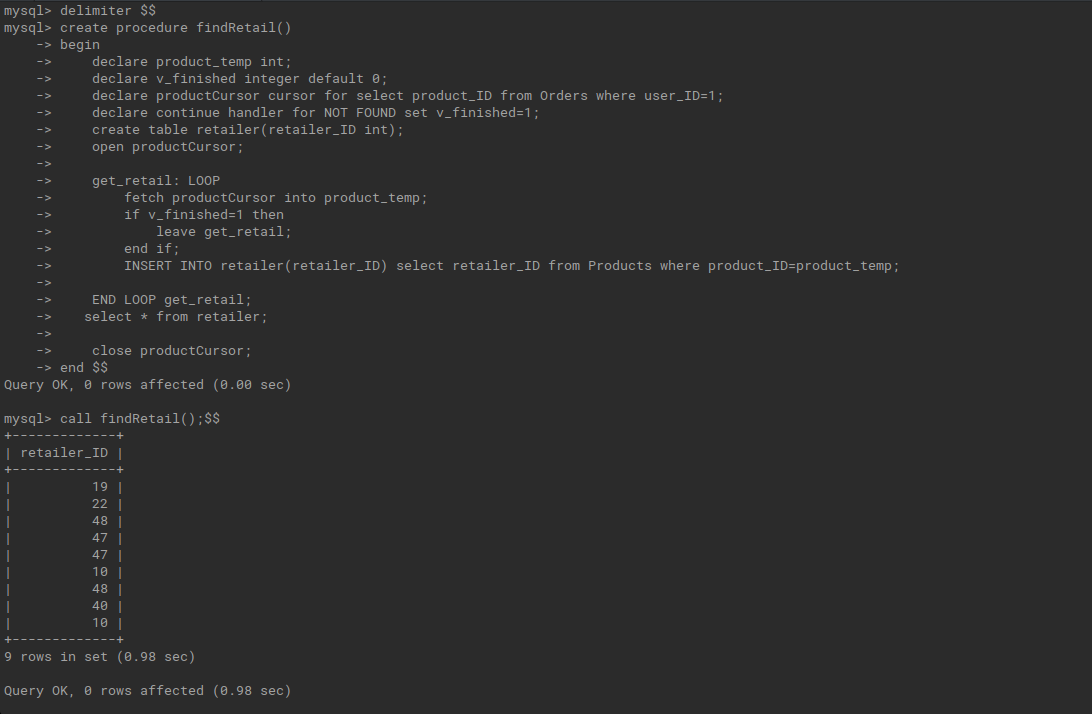 mysql> delimiter $$
mysql> create procedure findRetail()
    -> begin
    ->     declare product_temp int;
    ->     declare v_finished integer default 0;
    ->     declare productCursor cursor for select product_ID from Orders where user_ID=1;
    ->     declare continue handler for NOT FOUND set v_finished=1;
    ->     create table retailer(retailer_ID int);
    ->     open productCursor;
    ->
    ->     get_retail: LOOP
    ->         fetch productCursor into product_temp;
    ->         if v_finished=1 then
    ->             leave get_retail;
    ->         end if;
    ->         INSERT INTO retailer(retailer_ID) select retailer_ID from Products where product_ID=product_temp;
    ->
    ->     END LOOP get_retail;
    ->    select * from retailer;
    ->
    ->     close productCursor;
    -> end $$
Query OK, 0 rows affected (0.00 sec)

mysql> call findRetail();$$
+-------------+
| retailer_ID |
+-------------+
|          19 |
|          22 |
|          48 |
|          47 |
|          47 |
|          10 |
|          48 |
|          40 |
|          10 |
+-------------+
9 rows in set (0.98 sec)

Query OK, 0 rows affected (0.98 sec)